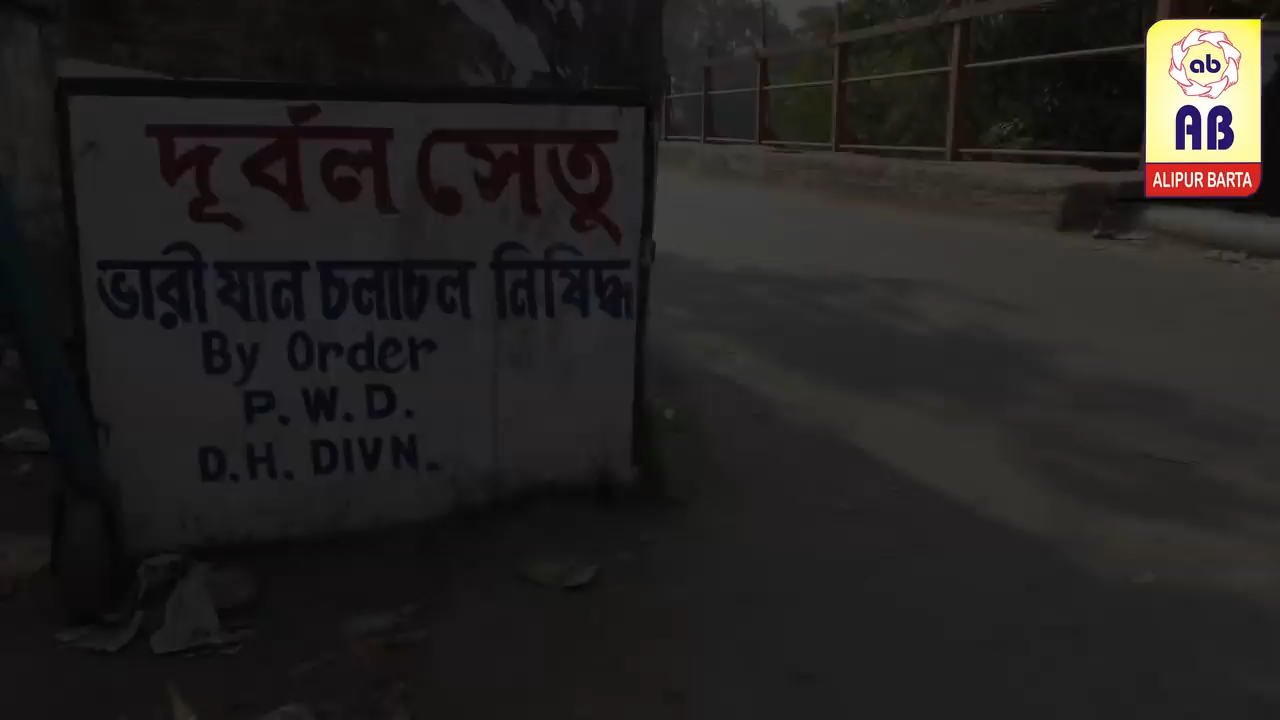 দূর্বল সেতু
ভারী যান চলাচল নিষিদ্ধ
By Order
P.W.D.
D.H. DIVN.
ab
AB
ALIPUR BARTA